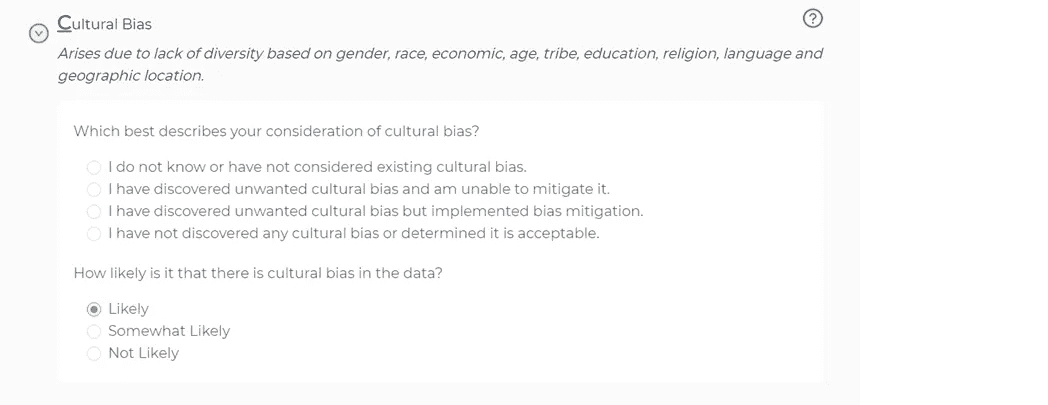 Cultural Bias
?
Arises due to lack of diversity based on gender, race, economic, age, tribe, education, religion, language and
geographic location.
Which best describes your consideration of cultural bias?
I do not know or have not considered existing cultural bias.
I have discovered unwanted cultural bias and am unable to mitigate it.
I have discovered unwanted cultural bias but implemented bias mitigation.
I have not discovered any cultural bias or determined it is acceptable.
How likely is it that there is cultural bias in the data?
Likely
Somewhat Likely
Not Likely